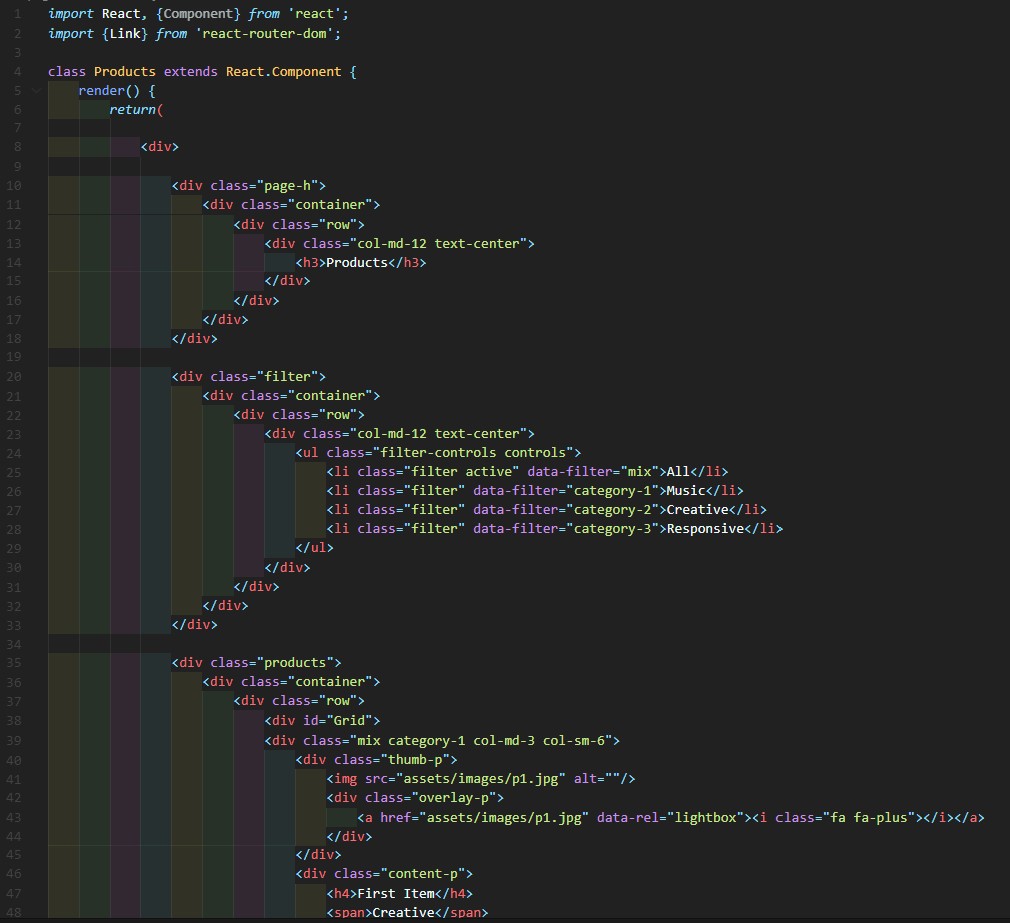 1 import React, {Component} from 'react';
2 import {Link} from 'react-router-dom';
3
4 class Products extends React.Component {
5     render() {
6         return(
7
8             <div>
9
10                 <div class="page-h">
11                     <div class="container">
12                         <div class="row">
13                             <div class="col-md-12 text-center">
14                                 <h3>Products</h3>
15                             </div>
16                         </div>
17                     </div>
18                 </div>
19
20                 <div class="filter">
21                     <div class="container">
22                         <div class="row">
23                             <div class="col-md-12 text-center">
24                                 <ul class="filter-controls controls">
25                                     <li class="filter active" data-filter="mix">All</li>
26                                     <li class="filter" data-filter="category-1">Music</li>
27                                     <li class="filter" data-filter="category-2">Creative</li>
28                                     <li class="filter" data-filter="category-3">Responsive</li>
29                                 </ul>
30                             </div>
31                         </div>
32                     </div>
33                 </div>
34
35                 <div class="products">
36                     <div class="container">
37                         <div class="row">
38                             <div id="Grid">
39                             <div class="mix category-1 col-md-3 col-sm-6">
40                                 <div class="thumb-p">
41                                     <img src="assets/images/p1.jpg" alt=""/>
42                                     <div class="overlay-p">
43                                         <a href="assets/images/p1.jpg" data-rel="lightbox"><i class="fa fa-plus"></i></a>
44                                     </div>
45                                 </div>
46                                 <div class="content-p">
47                                     <h4>First Item</h4>
48                                     <span>Creative</span>